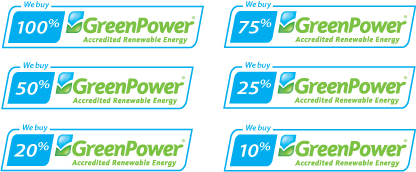 We buy
100% GreenPower®
Accredited Renewable Energy
We buy
75% GreenPower®
Accredited Renewable Energy
We buy
50% GreenPower®
Accredited Renewable Energy
We buy
25% GreenPower®
Accredited Renewable Energy
We buy
20% GreenPower®
Accredited Renewable Energy
We buy
10% GreenPower®
Accredited Renewable Energy